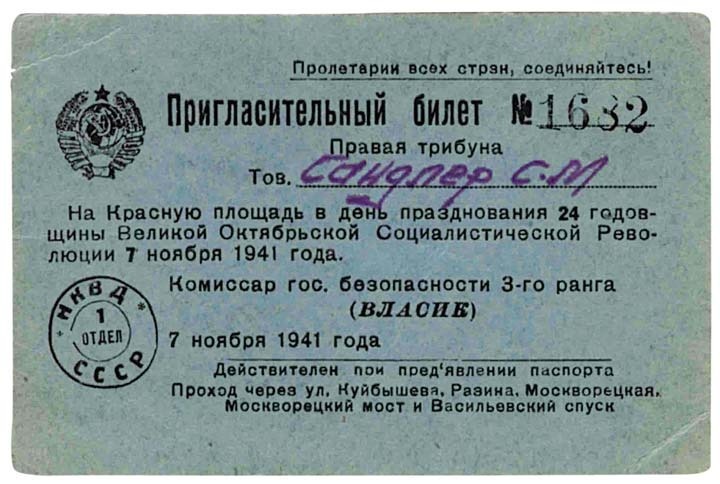 Пролетарии всех стран, соединяйтесь!
Пригласительный билет № 1682
Правая трибуна
Тов. Сандлер С.М
На Красную площадь в день празднования 24 годов-
щины Великой Октябрьской Социалистической Рево-
люции 7 ноября 1941 года.
Комиссар гос. безопасности 3-го ранга
(ВЛАСИК)
7 ноября 1941 года
* НКВД *
1
ОТДЕЛ
СССР
Действителен при пред'явлении паспорта
Проход через ул. Куйбышева, Разина, Москворецкая,
Москворецкий мост и Васильевский спуск